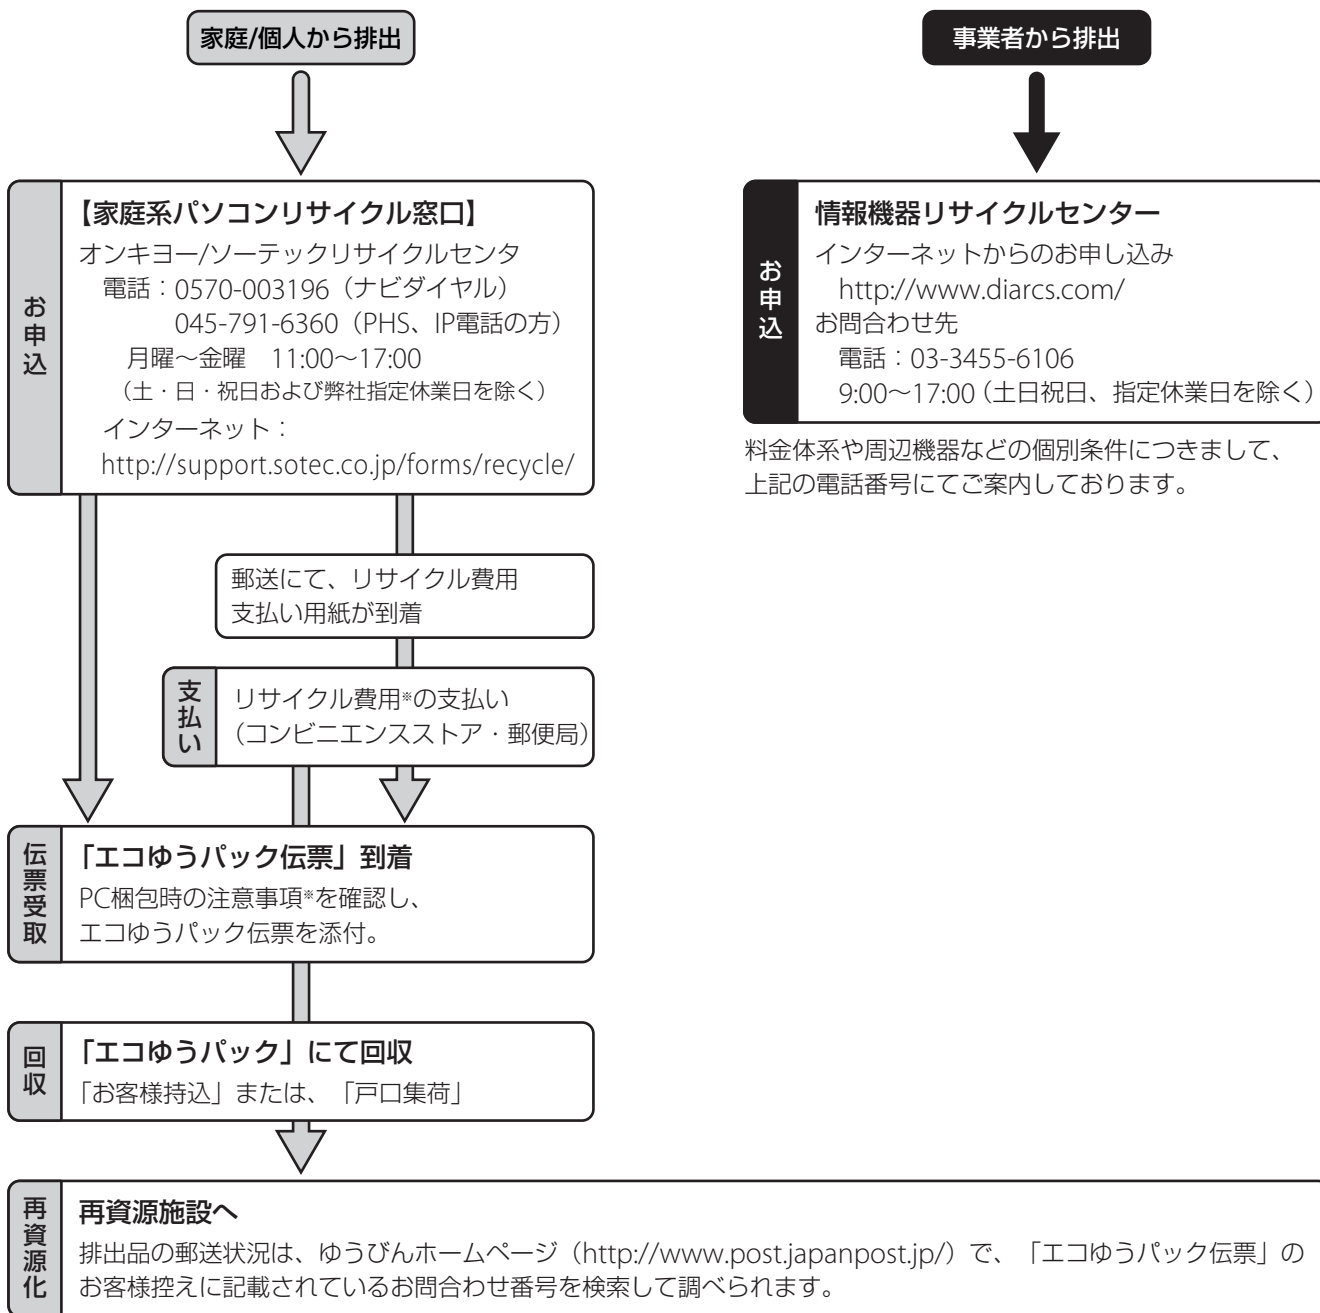 家庭/個人から排出
お申込
【家庭系パソコンリサイクル窓口】
オンキヨー/ソーテックリサイクルセンタ
電話：0570-003196（ナビダイヤル）
045-791-6360（PHS、IP電話の方）
月曜～金曜　11:00～17:00
（土・日・祝日および弊社指定休業日を除く）
インターネット：
http://support.sotec.co.jp/forms/recycle/
郵送にて、リサイクル費用
支払い用紙が到着
支払い
リサイクル費用※の支払い
（コンビニエンスストア・郵便局）
伝票受取
「エコゆうパック伝票」到着
PC梱包時の注意事項※を確認し、
エコゆうパック伝票を添付。
回収
「エコゆうパック」にて回収
「お客様持込」または、「戸口集荷」
再資源化
再資源施設へ
排出品の郵送状況は、ゆうびんホームページ（http://www.post.japanpost.jp/）で、「エコゆうパック伝票」の
お客様控えに記載されているお問合わせ番号を検索して調べられます。
事業者から排出
お申込
情報機器リサイクルセンター
インターネットからのお申し込み
http://www.diarcs.com/
お問合わせ先
電話：03-3455-6106
9:00～17:00（土日祝日、指定休業日を除く）
料金体系や周辺機器などの個別条件につきまして、
上記の電話番号にてご案内しております。